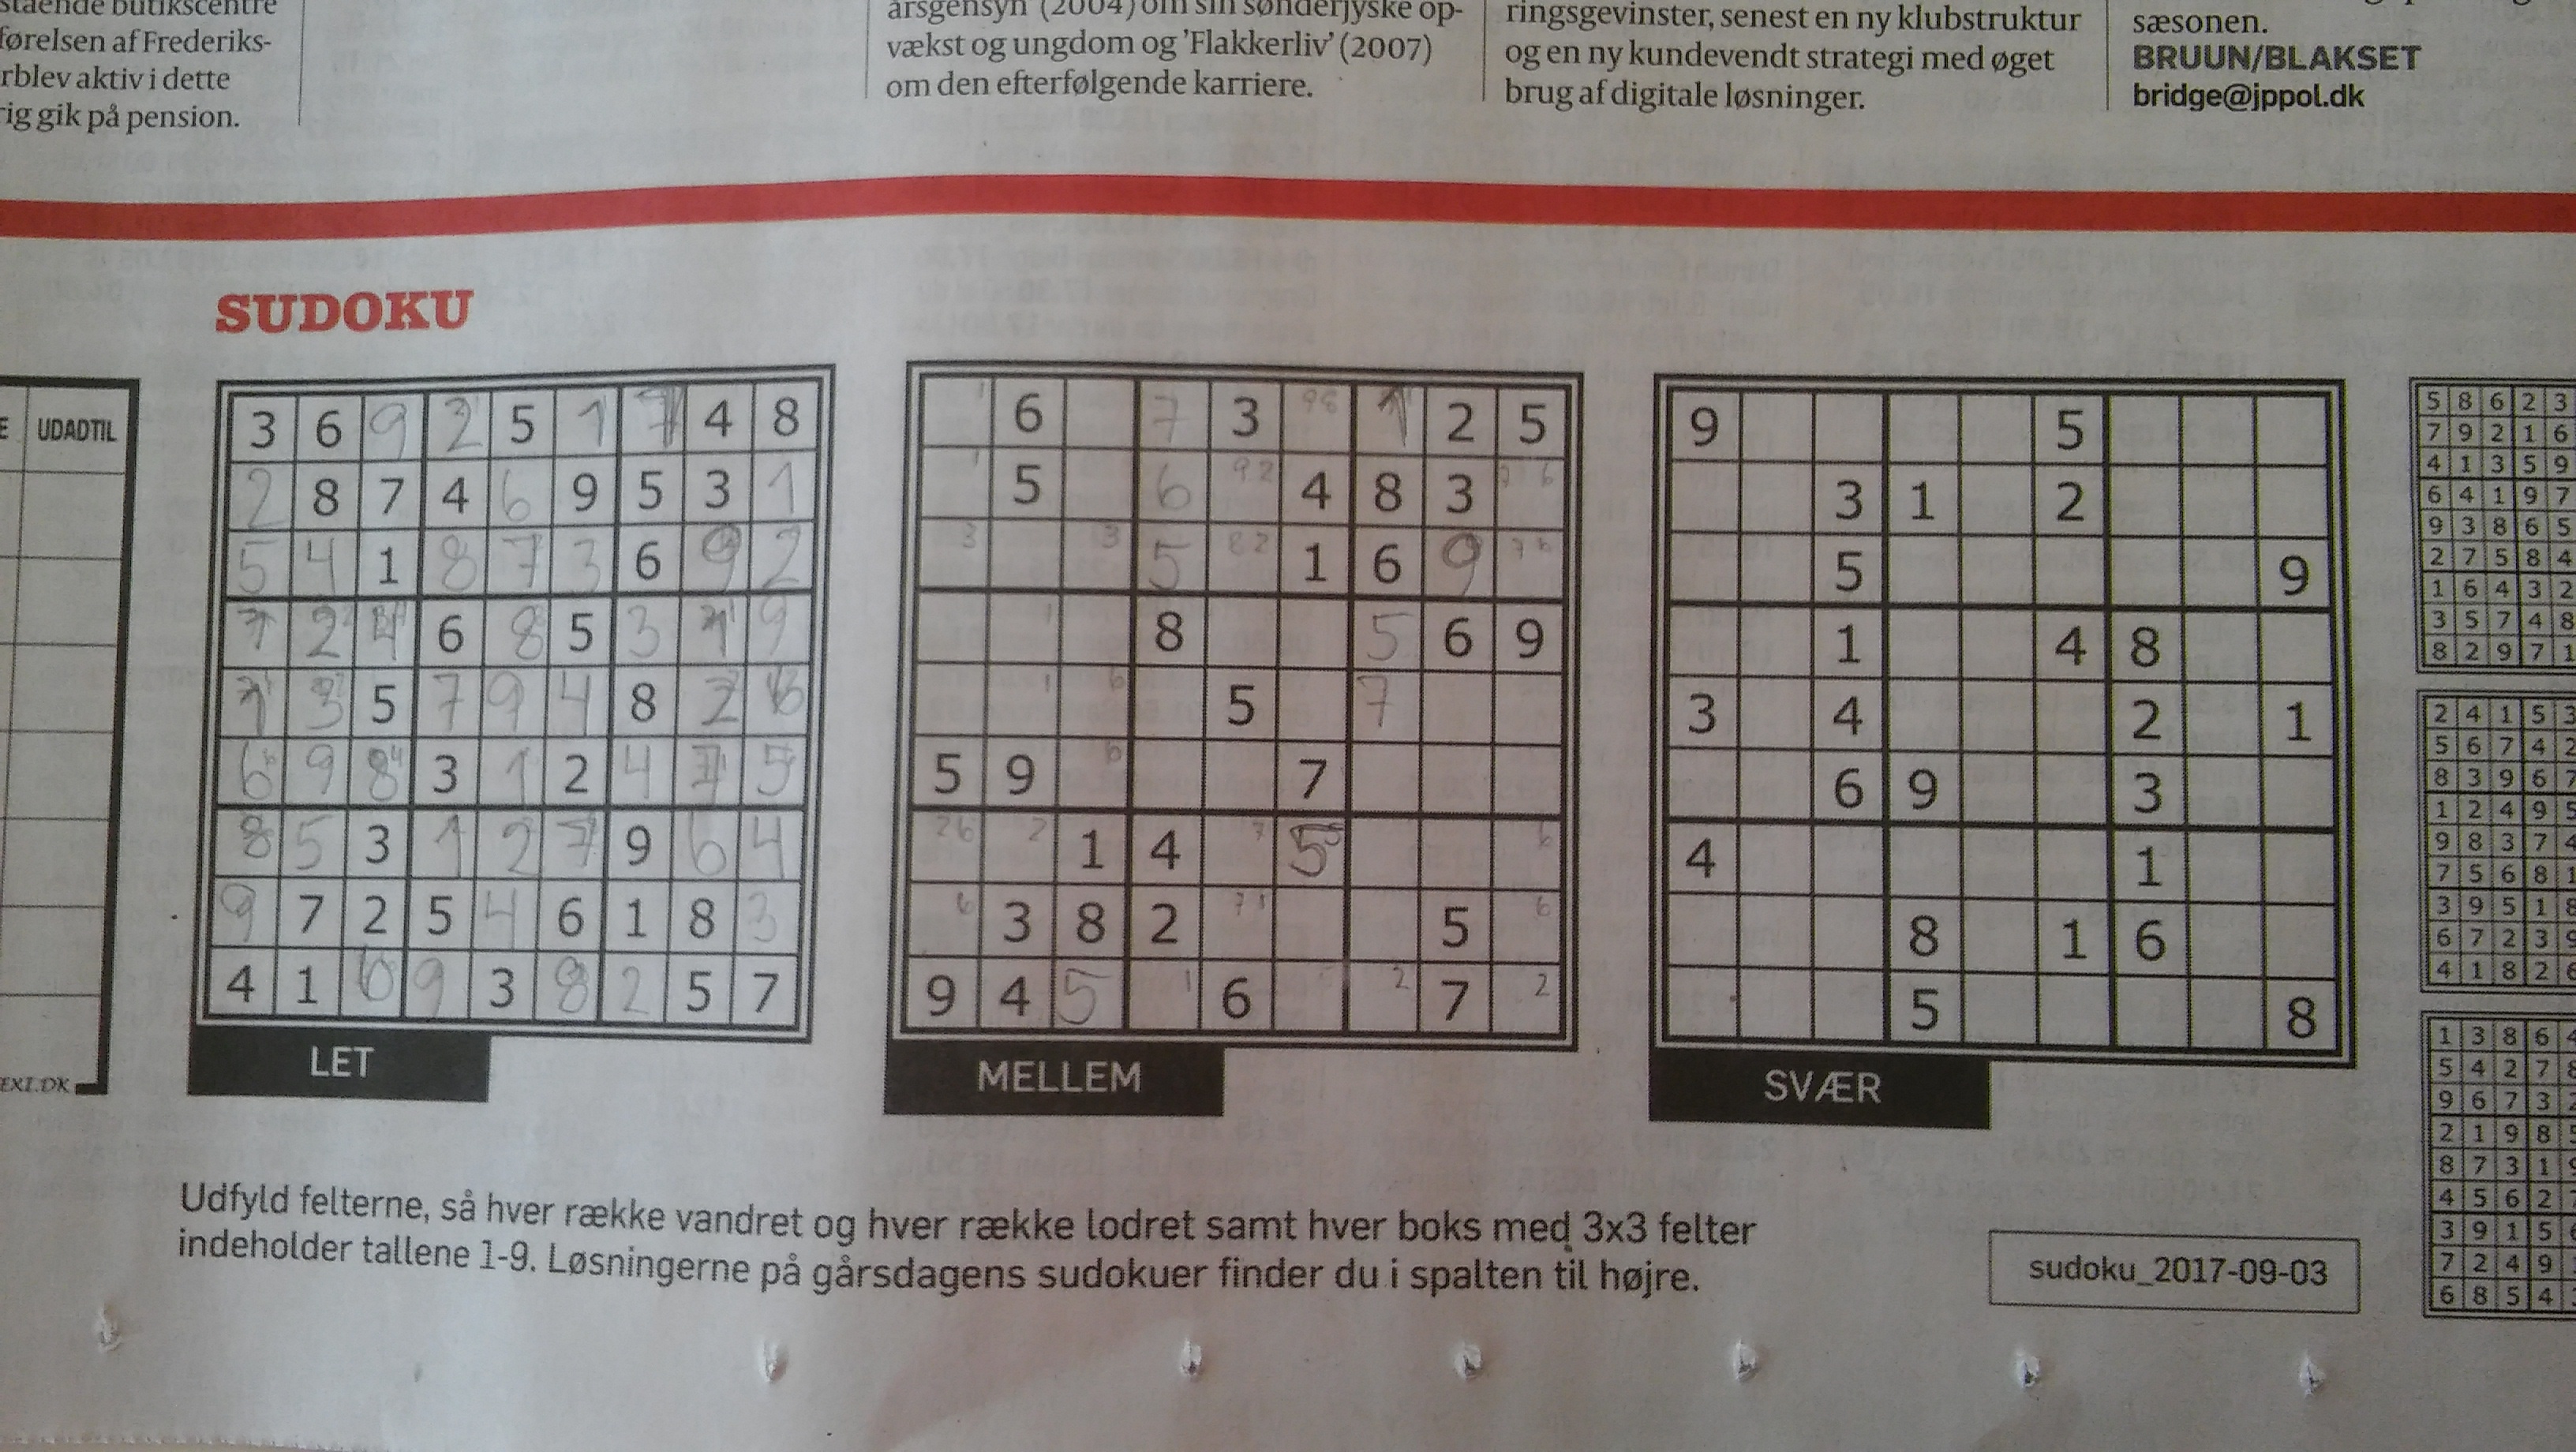 stående butikscentre
førelsen af Frederiks-
rblev aktiv i dette
rig gik på pension.
årsgensyn' (2004) om sin sønderjyske op-
vækst og ungdom og 'Flakkerliv' (2007)
om den efterfølgende karriere.
ringsgevinster, senest en ny klubstruktur
og en ny kundevendt strategi med øget
brug af digitale løsninger.
sæsonen.
BRUUN/BLAKSET
bridge@jppol.dk
SUDOKU
E UDADTIL
EXI.DK
3 6 9 2 5 1 7 4 8
2 8 7 4 6 9 5 3 1
5 4 1 8 7 3 6 9 2
7 2 4 6 8 5 3 1 9
1 3 5 7 9 4 8 2 6
6 9 8 3 1 2 4 7 5
8 5 3 1 2 7 9 6 4
9 7 2 5 4 6 1 8 3
4 1 6 9 3 8 2 5 7
LET
6 7 3 1 2 5
5 6 4 8 3
5 1 6 9
8 5 6 9
5 7
5 9 7
1 4 5
3 8 2 5
9 4 5 6 7
MELLEM
9 5
3 1 2
5 9
1 4 8
3 4 2 1
6 9 3
4 1
8 1 6
5 8
SVÆR
5 8 6 2 3
7 9 2 1 6
4 1 3 5 9
6 4 1 9 7
9 3 8 6 5
2 7 5 8 4
1 6 4 3 2
3 5 7 4 8
8 2 9 7 1
2 4 1 5 3
5 6 7 4 2
8 3 9 6 7
1 2 4 9 5
9 8 3 7 4
7 5 6 8 1
3 9 5 1 8
6 7 2 3 9
4 1 8 2 6
1 3 8 6 4
5 4 2 7 8
9 6 7 3 2
2 1 9 8 5
8 7 3 1 9
4 5 6 2 7
3 9 1 5 6
7 2 4 9
6 8 5 4 3
Udfyld felterne, så hver række vandret og hver række lodret samt hver boks med 3x3 felter
indeholder tallene 1-9. Løsningerne på gårsdagens sudokuer finder du i spalten til højre.
sudoku_2017-09-03